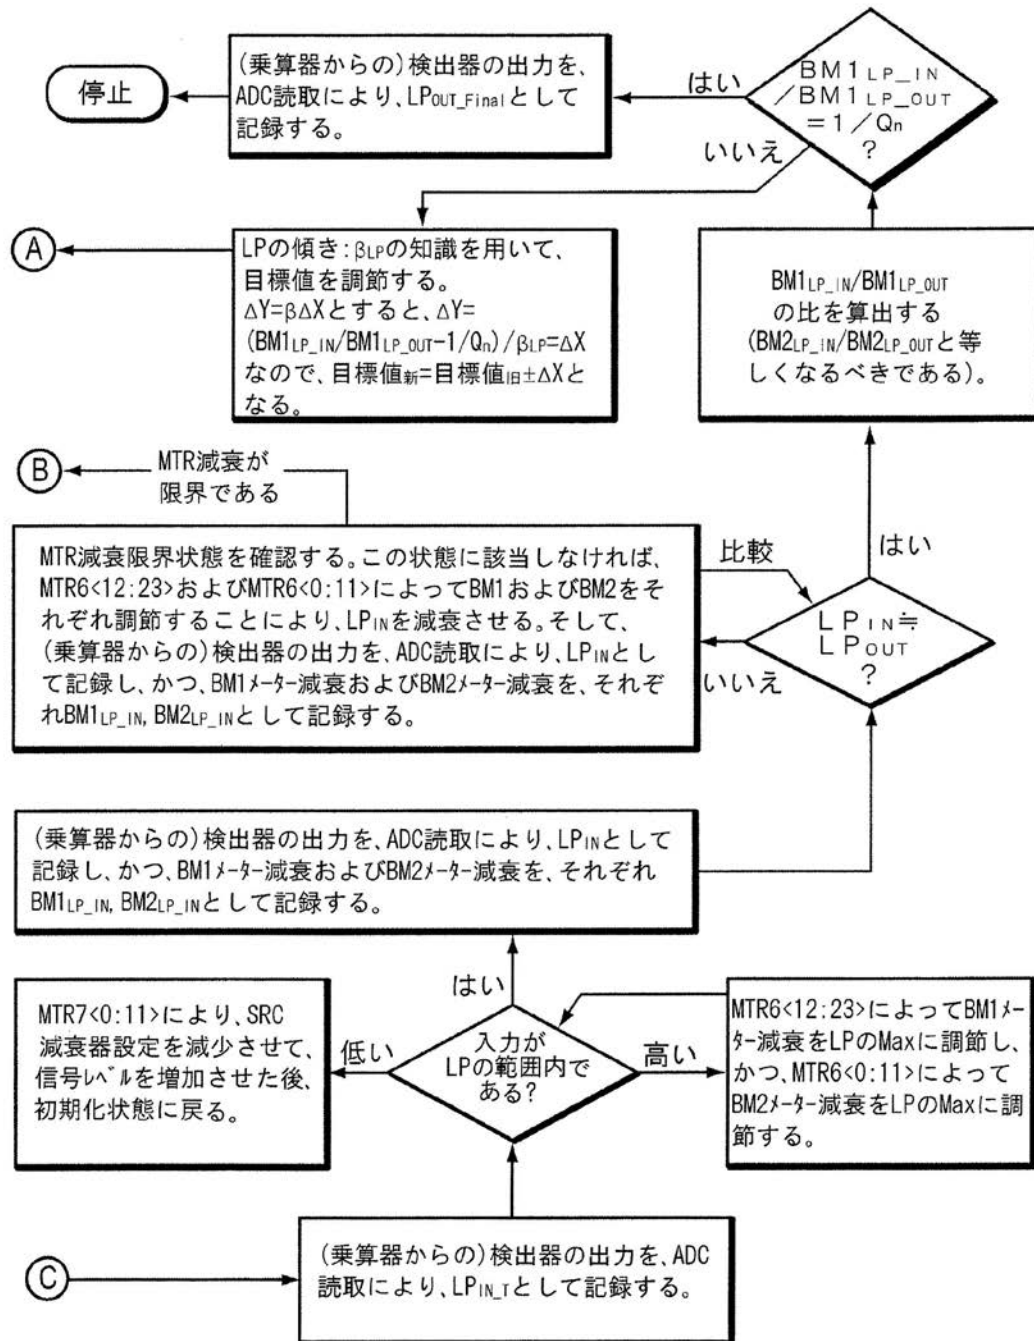 停止
(乗算器からの)検出器の出力を、
ADC読取により、LPOUT_Finalとして
記録する。
はい
BM1LP_IN
/BM1LP_OUT
=1/Qn
?
いいえ
A
LPの傾き:βLPの知識を用いて、
目標値を調節する。
ΔY=βΔXとすると、ΔY=
(BM1LP_IN/BM1LP_OUT-1/Qn)/βLP=ΔX
なので、目標値新=目標値旧±ΔXと
なる。
BM1LP_IN/BM1LP_OUT
の比を算出する
(BM2LP_IN/BM2LP_OUTと等
しくなるべきである)。
B
MTR減衰が
限界である
MTR減衰限界状態を確認する。この状態に該当しなければ、
MTR6<12:23>およびMTR6<0:11>によってBM1およびBM2をそ
れぞれ調節することにより、LPINを減衰させる。そして、
(乗算器からの)検出器の出力を、ADC読取により、LPINとし
て記録し、かつ、BM1メーター減衰およびBM2メーター減衰を、それぞ
れBM1LP_IN, BM2LP_INとして記録する。
比較
はい
LPIN≒
LPOUT
?
いいえ
(乗算器からの)検出器の出力を、ADC読取により、LPINとして
記録し、かつ、BM1メーター減衰およびBM2メーター減衰を、それぞれ
BM1LP_IN, BM2LP_INとして記録する。
はい
MTR7<0:11>により、SRC
減衰器設定を減少させて、
信号レベルを増加させた後、
初期化状態に戻る。
低い
入力が
LPの範囲内で
ある?
高い
MTR6<12:23>によってBM1メー
ター減衰をLPのMaxに調節し、
かつ、MTR6<0:11>によって
BM2メーター減衰をLPのMaxに調
節する。
C
(乗算器からの)検出器の出力を、ADC
読取により、LPIN_Tとして記録する。